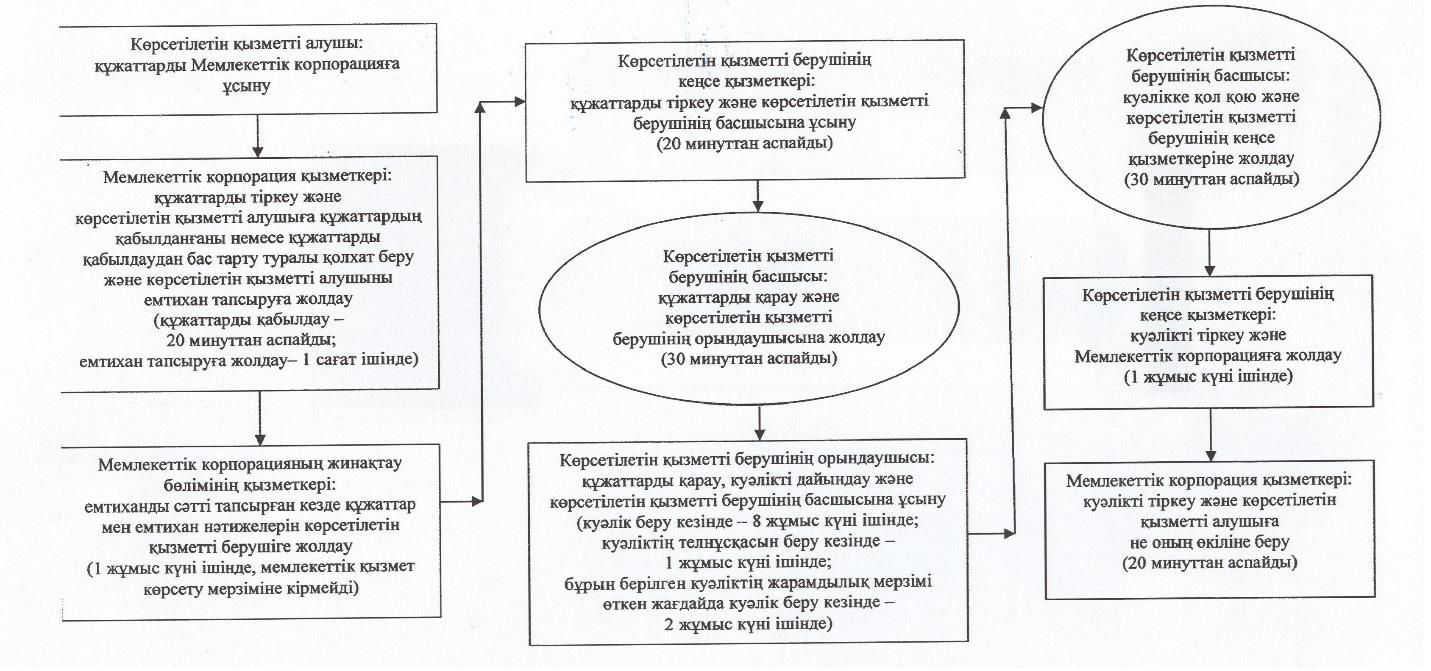 Көрсетілетін қызметті алушы:
құжаттарды Мемлекеттік корпорацияға
ұсыну
Мемлекеттік корпорация қызметкері:
құжаттарды тіркеу және
көрсетілетін қызметті алушыға құжаттардың
қабылданғаны немесе құжаттарды
қабылдаудан бас тарту туралы қолхат беру
және көрсетілетін қызметті алушыны
емтихан тапсыруға жолдау
(құжаттарды қабылдау –
20 минуттан аспайды;
емтихан тапсыруға жолдау– 1 сағат ішінде)
Мемлекеттік корпорацияның жинақтау
бөлімінің қызметкері:
емтиханды сәтті тапсырған кезде құжаттар
мен емтихан нәтижелерін көрсетілетін
қызметті берушіге жолдау
(1 жұмыс күні ішінде, мемлекеттік қызмет
көрсету мерзіміне кірмейді)
Көрсетілетін қызметті берушінің
кеңсе қызметкері:
құжаттарды тіркеу және көрсетілетін қызметті
берушінің басшысына ұсыну
(20 минуттан аспайды)
Көрсетілетін қызметті
берушінің басшысы:
құжаттарды қарау және
көрсетілетін қызметті
берушінің орындаушысына жолдау
(30 минуттан аспайды)
Көрсетілетін қызметті берушінің орындаушысы:
құжаттарды қарау, куәлікті дайындау және
көрсетілетін қызметті берушінің басшысына ұсыну
(куәлік беру кезінде – 8 жұмыс күні ішінде;
куәліктің телнұсқасын беру кезінде –
1 жұмыс күні ішінде;
бұрын берілген куәліктің жарамдылық мерзімі
өткен жағдайда куәлік беру кезінде –
2 жұмыс күні ішінде)
Көрсетілетін қызметті
берушінің басшысы:
куәлікке қол қою және
көрсетілетін қызметті
берушінің кеңсе
қызметкеріне жолдау
(30 минуттан аспайды)
Көрсетілетін қызметті берушінің
кеңсе қызметкері:
куәлікті тіркеу және
Мемлекеттік корпорацияға жолдау
(1 жұмыс күні ішінде)
Мемлекеттік корпорация қызметкері:
куәлікті тіркеу және көрсетілетін
қызметті алушыға
не оның өкіліне беру
(20 минуттан аспайды)